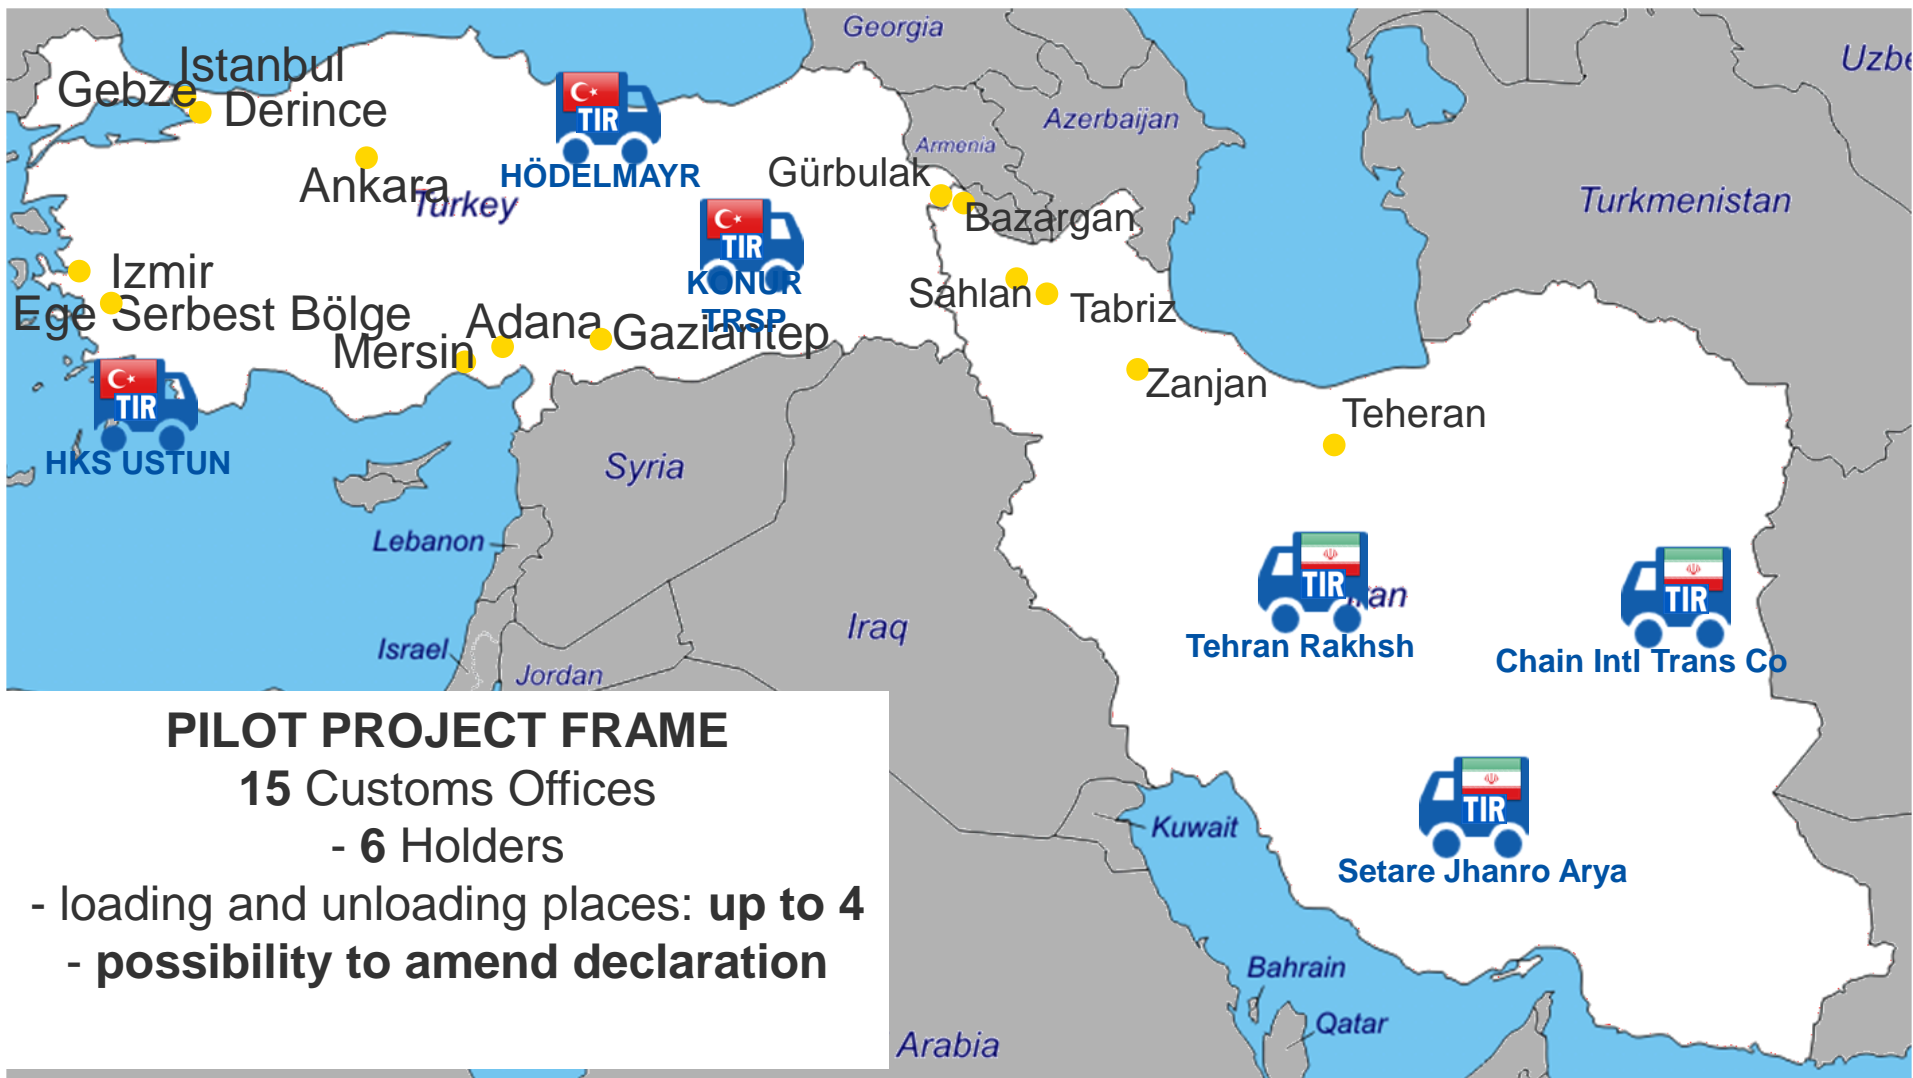 Georgia
Uzbe
Istanbul
Gebze
Derince
TIR
HÖDELMAYR
Azerbaijan
Armenia
Ankara
Turkey
Gürbulak
Bazargan
Turkmenistan
TIR
KONUR
TRSP
Izmir
Ege Serbest Bölge
Sahlan
Tabriz
Adana
Gaziantep
Mersin
Zanjan
TIR
HKS USTUN
Teheran
Syria
Lebanon
Iraq
Israel
Jordan
TIR
Iran
Tehran Rakhsh
TIR
Chain Intl Trans Co
PILOT PROJECT FRAME
15 Customs Offices
- 6 Holders
- loading and unloading places: up to 4
- possibility to amend declaration
TIR
Setare Jhanro Arya
Kuwait
Bahrain
Qatar
Arabia